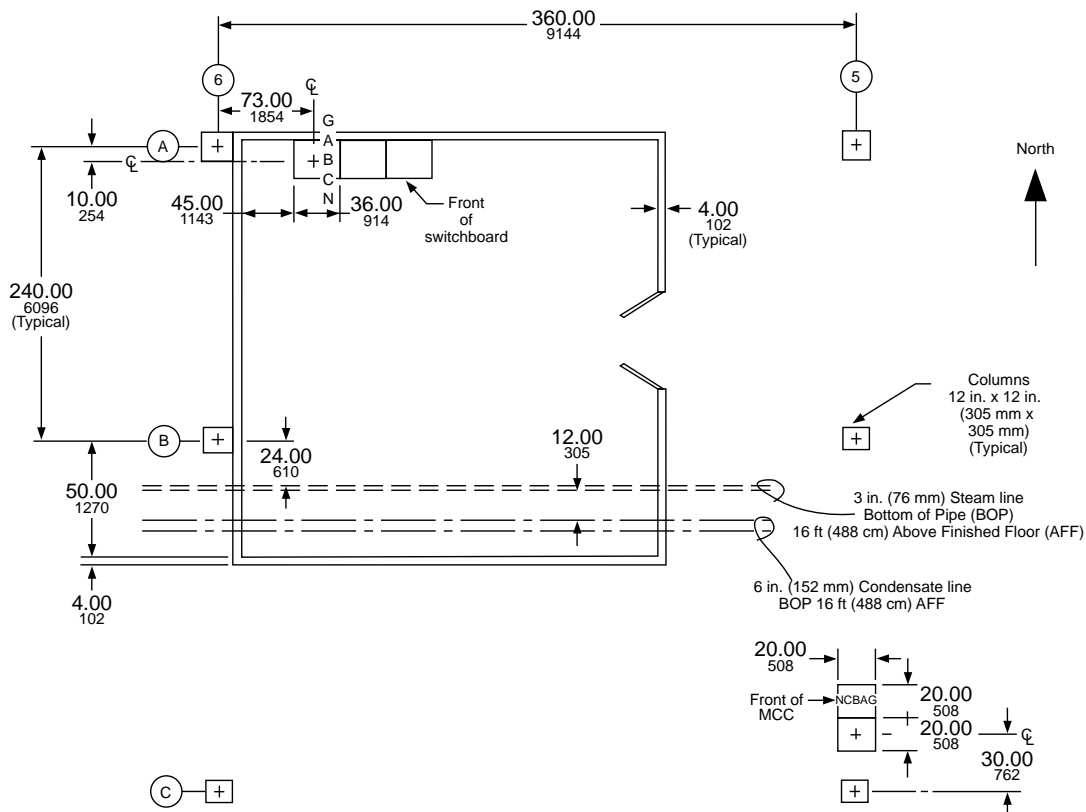 360.00
9144
6
5
℄
73.00
1854
G
A
B
C
N
A
℄
North
10.00
254
45.00
1143
36.00
914
Front
of
switchboard
4.00
102
(Typical)
240.00
6096
(Typical)
Columns
12 in. x 12 in.
(305 mm x
305 mm)
(Typical)
B
24.00
610
12.00
305
50.00
1270
3 in. (76 mm) Steam line
Bottom of Pipe (BOP)
16 ft (488 cm) Above Finished Floor (AFF)
4.00
102
6 in. (152 mm) Condensate line
BOP 16 ft (488 cm) AFF
20.00
508
Front of
MCC
NCBAG
20.00
508
20.00
508
℄
30.00
762
C